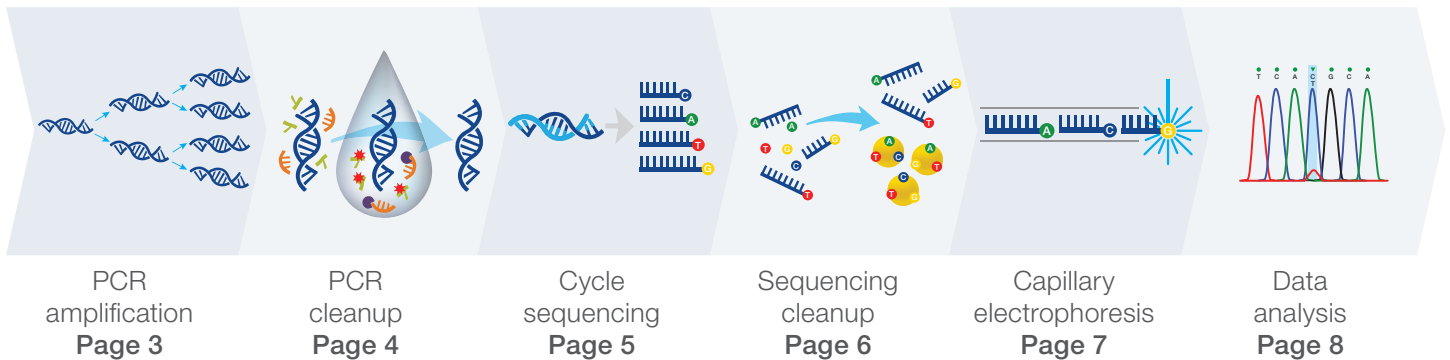 C
A
T
G
A
A
T
G
C
G
T
A
G
T
A
T
C
G
A
T
C
T
G
A
C
G
T C A C G C A
T
PCR
amplification
Page 3
PCR
cleanup
Page 4
Cycle
sequencing
Page 5
Sequencing
cleanup
Page 6
Capillary
electrophoresis
Page 7
Data
analysis
Page 8